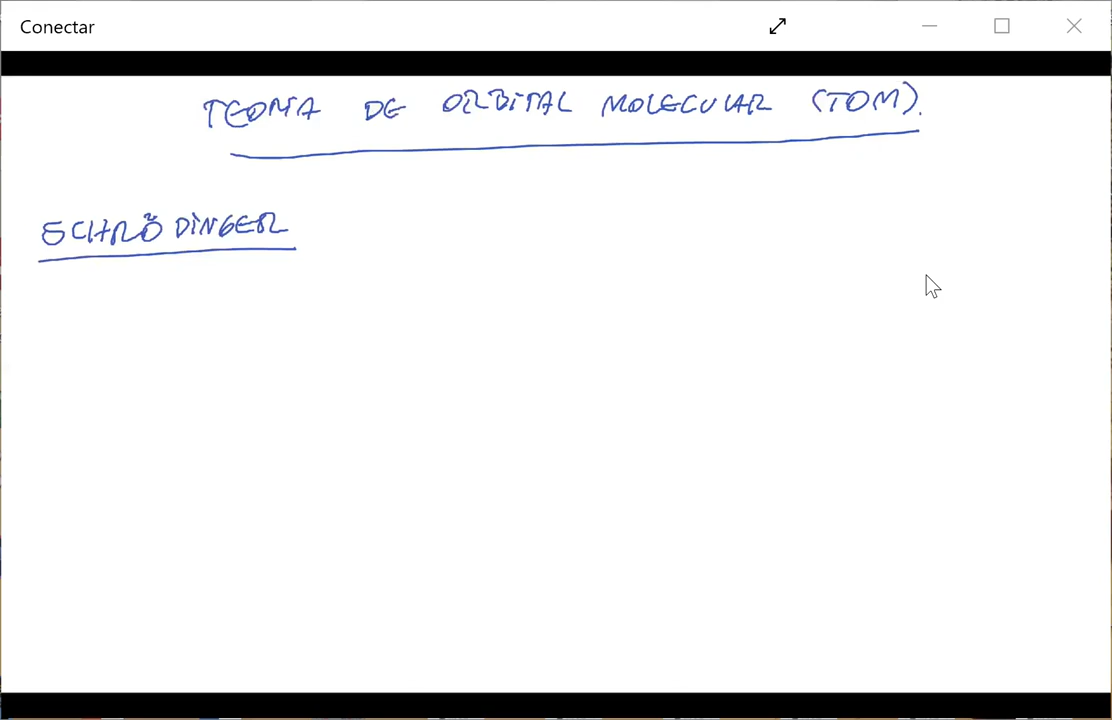 Conectar
TEORIA DE ORBITAL MOLECULAR (TOM).
SCHRÖDINGER